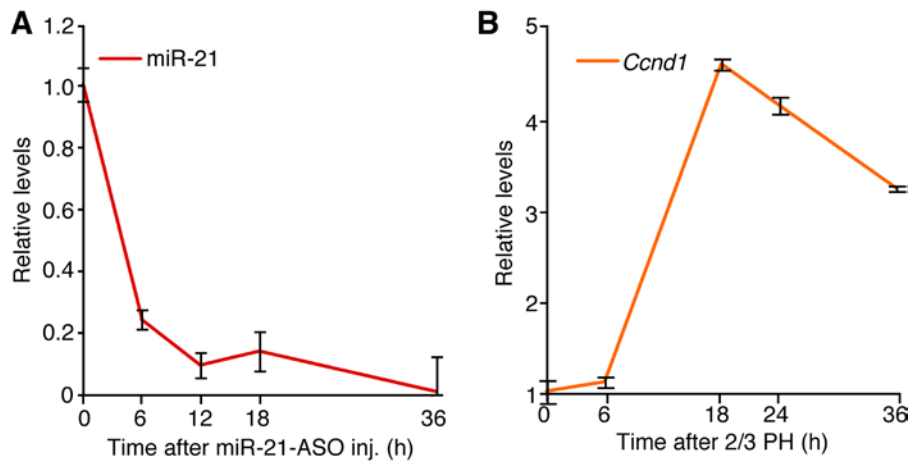 A
miR-21
Relative levels
1.2
1.0
0.8
0.6
0.4
0.2
0
0 6 12 18 36
Time after miR-21-ASO inj. (h)
B
Ccnd1
Relative levels
5
4
3
2
1
0 6 18 24 36
Time after 2/3 PH (h)